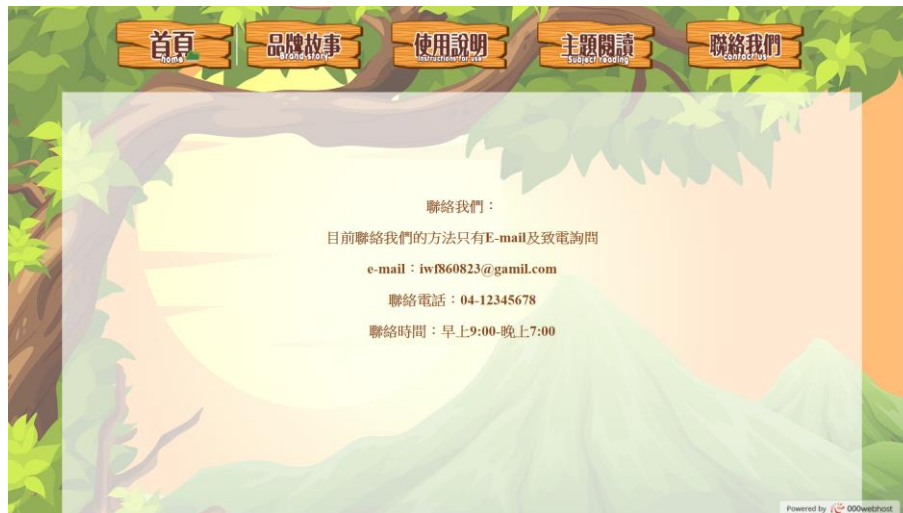 首頁
home
品牌故事
Brand story
使用說明
Instructions for use
主題閱讀
Subject reading
聯絡我們
contact us
聯絡我們：
目前聯絡我們的方法只有E-mail及致電詢問
e-mail：iwf860823@gamil.com
聯絡電話：04-12345678
聯絡時間：早上9:00-晚上7:00
Powered by 000webhost